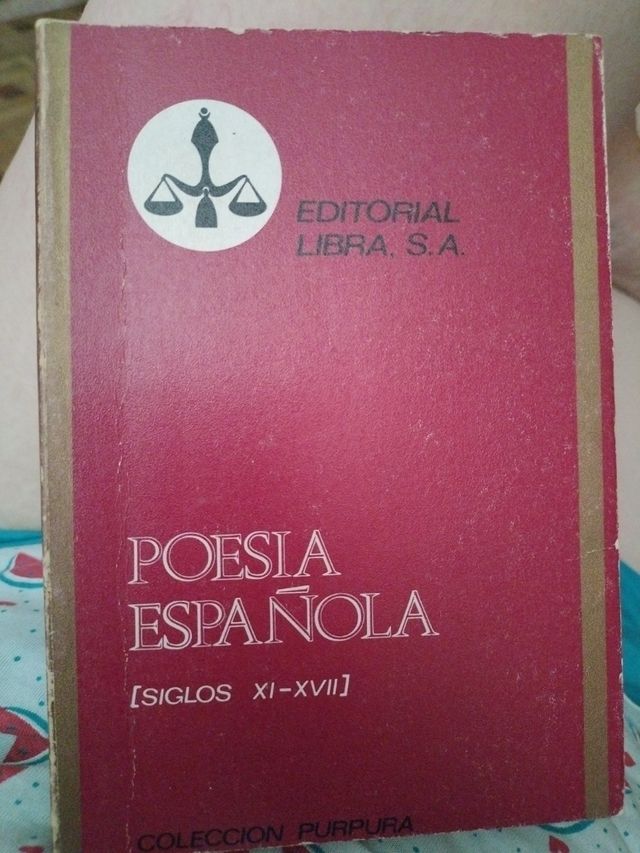 EDITORIAL
LIBRA, S.A.
POESIA
ESPAÑOLA
[SIGLOS XI-XVII]
COLECCION PURPURA